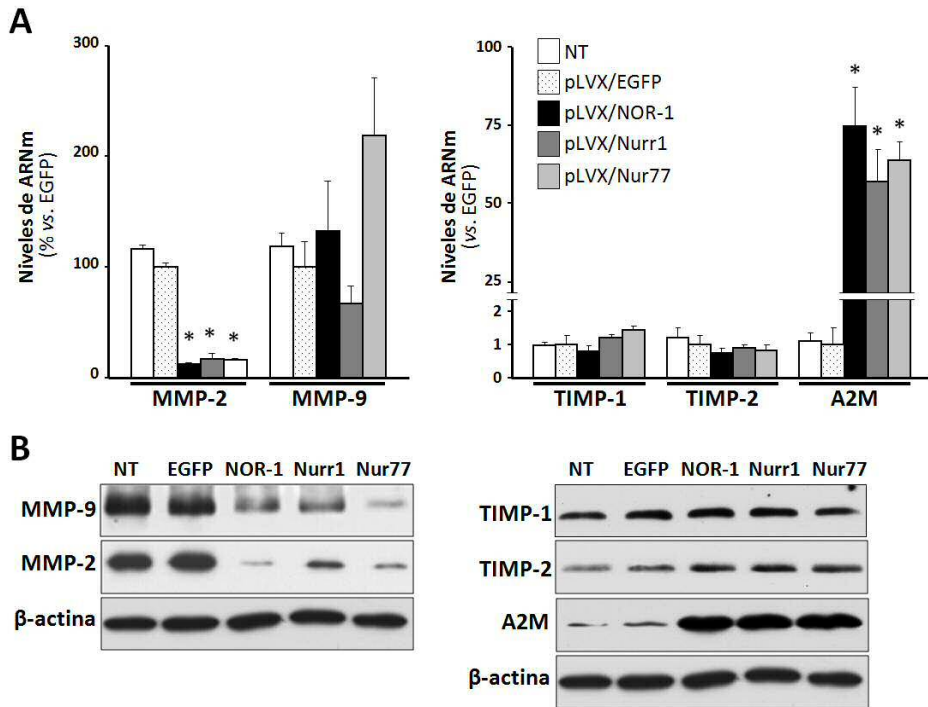 A
Niveles de ARNm
(% vs. EGFP)
300
200
100
0
* * *
MMP-2 MMP-9
Niveles de ARNm
(vs. EGFP)
100
75
50
25
2
1
0
NT
pLVX/EGFP
pLVX/NOR-1
pLVX/Nurr1
pLVX/Nur77
* * *
TIMP-1 TIMP-2 A2M
B
NT EGFP NOR-1 Nurr1 Nur77
MMP-9
MMP-2
β-actina
NT EGFP NOR-1 Nurr1 Nur77
TIMP-1
TIMP-2
A2M
β-actina